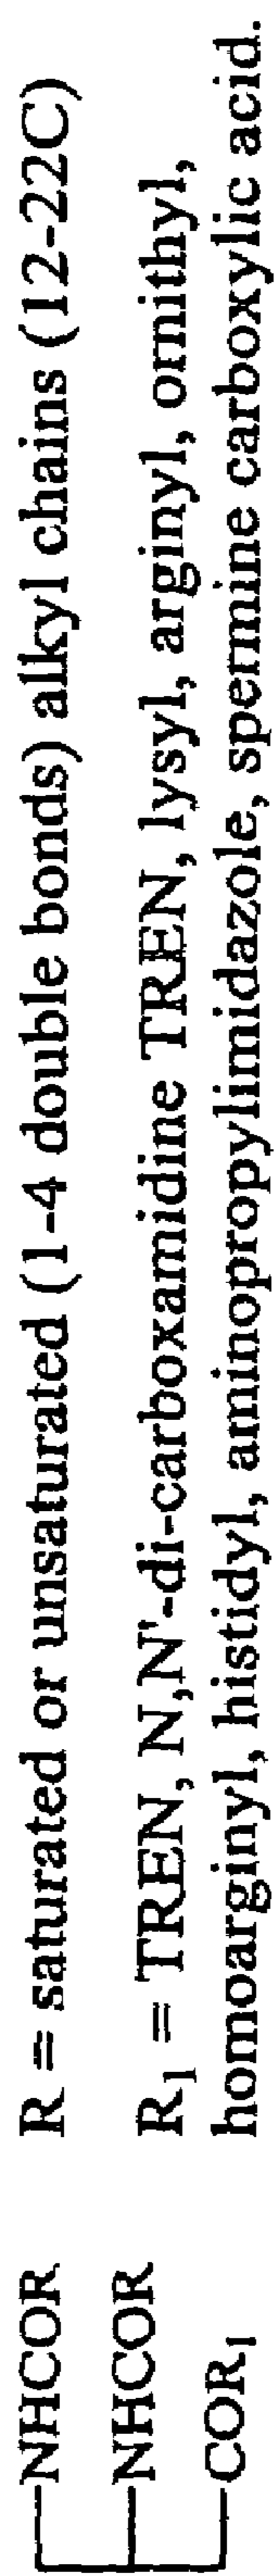 NHCOR R = saturated or unsaturated (1-4 double bonds) alkyl chains (12-22C)
NHCOR R1 = TREN, N,N'-di-carboxamidine TREN, lysyl, arginyl, ornithyl,
COR1 homoarginyl, histidyl, aminopropylimidazole, spermine carboxylic acid.